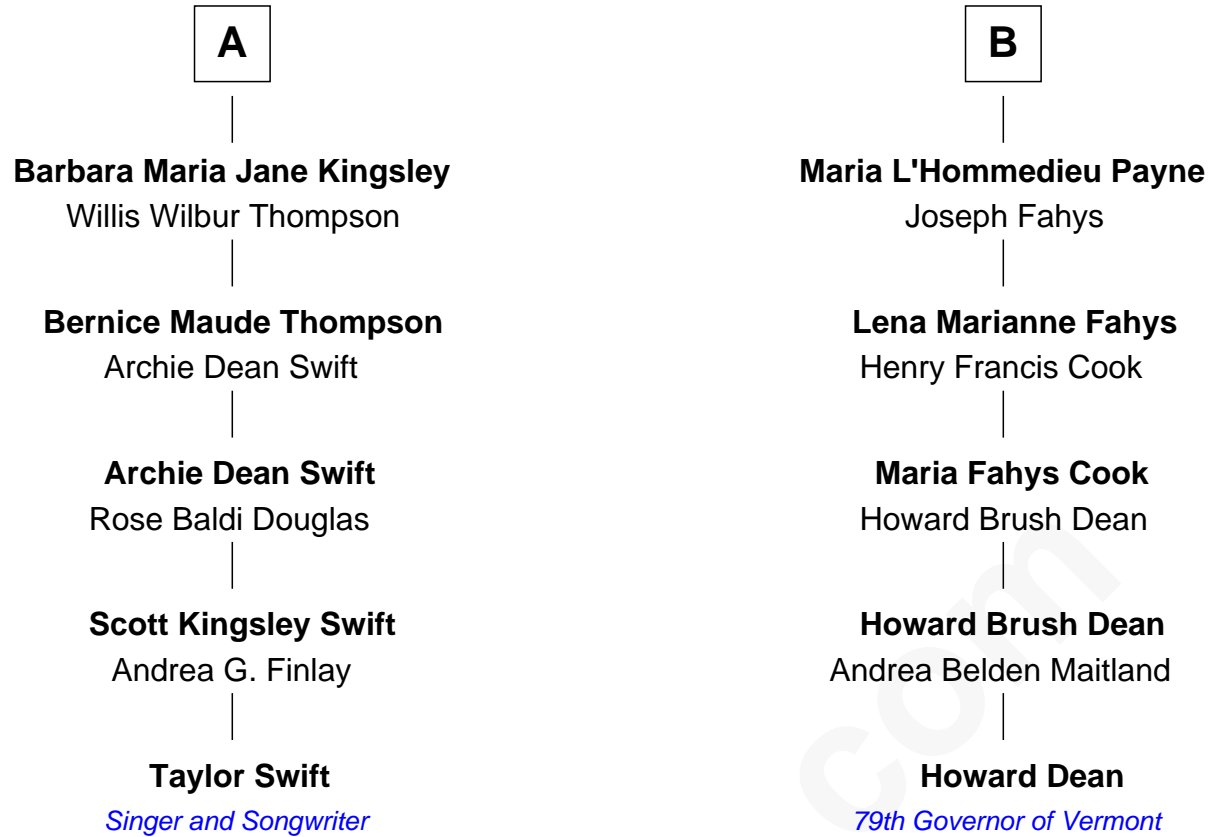 A
B
Barbara Maria Jane Kingsley
Willis Wilbur Thompson
Maria L'Hommedieu Payne
Joseph Fahys
Bernice Maude Thompson
Archie Dean Swift
Lena Marianne Fahys
Henry Francis Cook
Archie Dean Swift
Rose Baldi Douglas
Maria Fahys Cook
Howard Brush Dean
Scott Kingsley Swift
Andrea G. Finlay
Howard Brush Dean
Andrea Belden Maitland
Taylor Swift
Singer and Songwriter
Howard Dean
79th Governor of Vermont
com